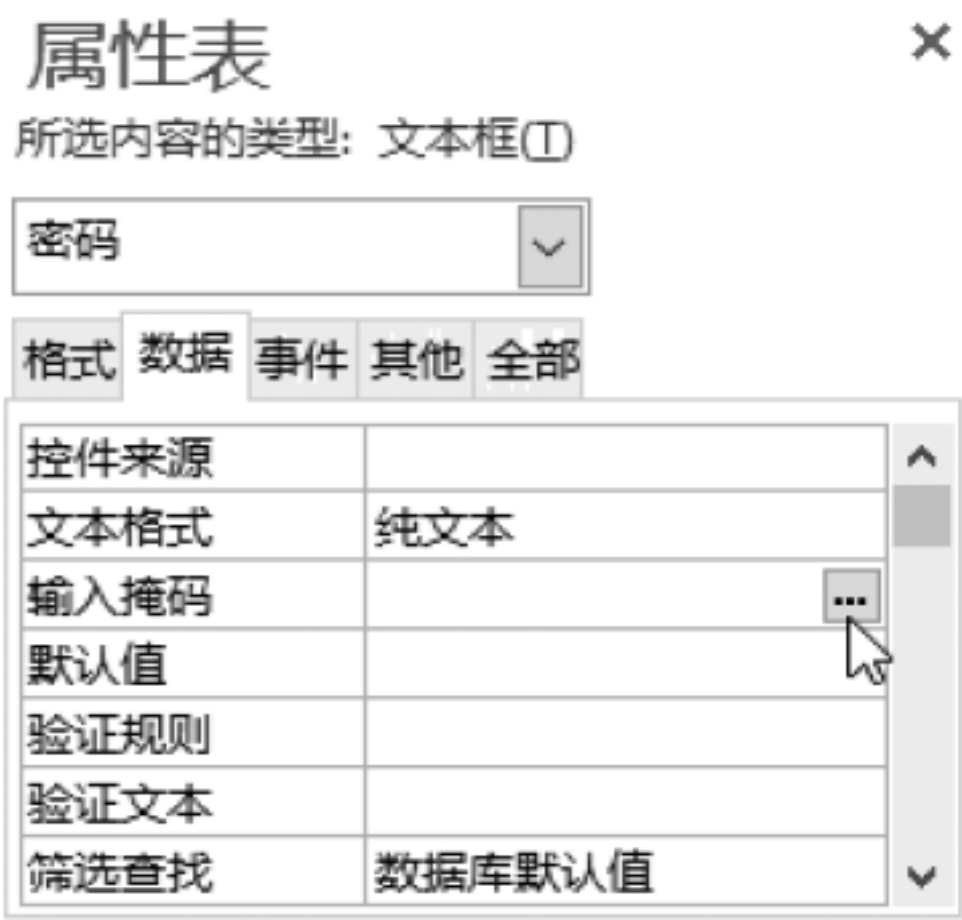 属性表
所选内容的类型: 文本框(T)
密码
格式 数据 事件 其他 全部
控件来源
文本格式 纯文本
输入掩码 ...
默认值
验证规则
验证文本
筛选查找 数据库默认值